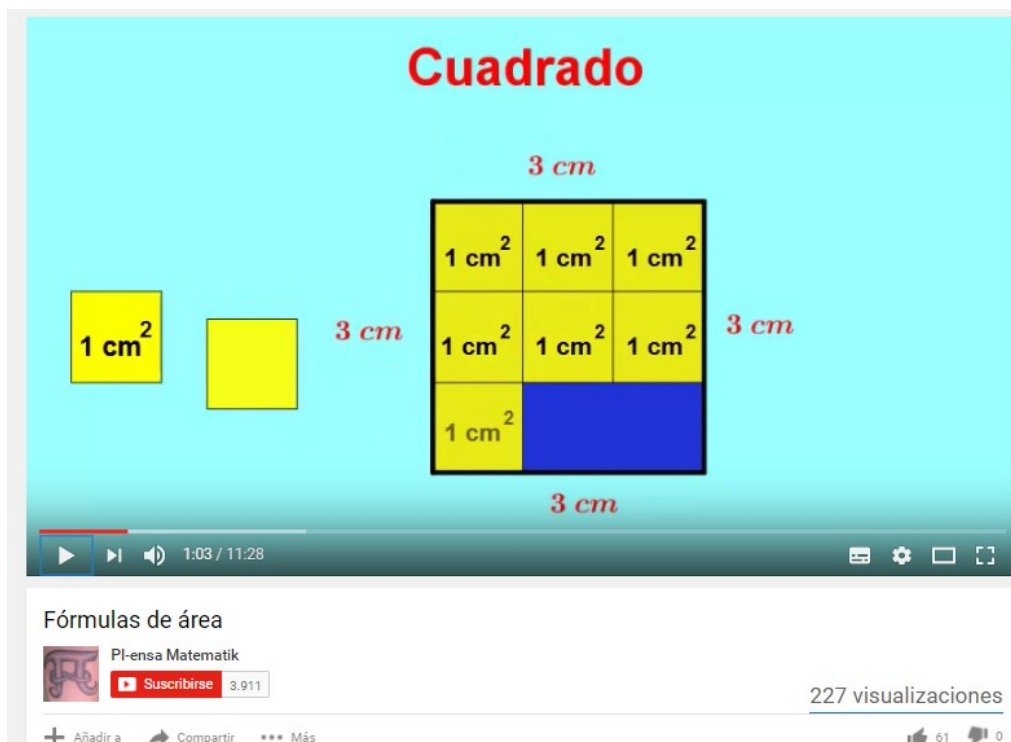 Cuadrado
3 cm
1 cm² 1 cm² 1 cm²
1 cm²
3 cm
1 cm² 1 cm² 1 cm²
3 cm
1 cm²
3 cm
1:03 / 11:28
Fórmulas de área
PI-ensa Matematik
Suscribirse 3.911
227 visualizaciones
Añadir a Compartir Más 61 0